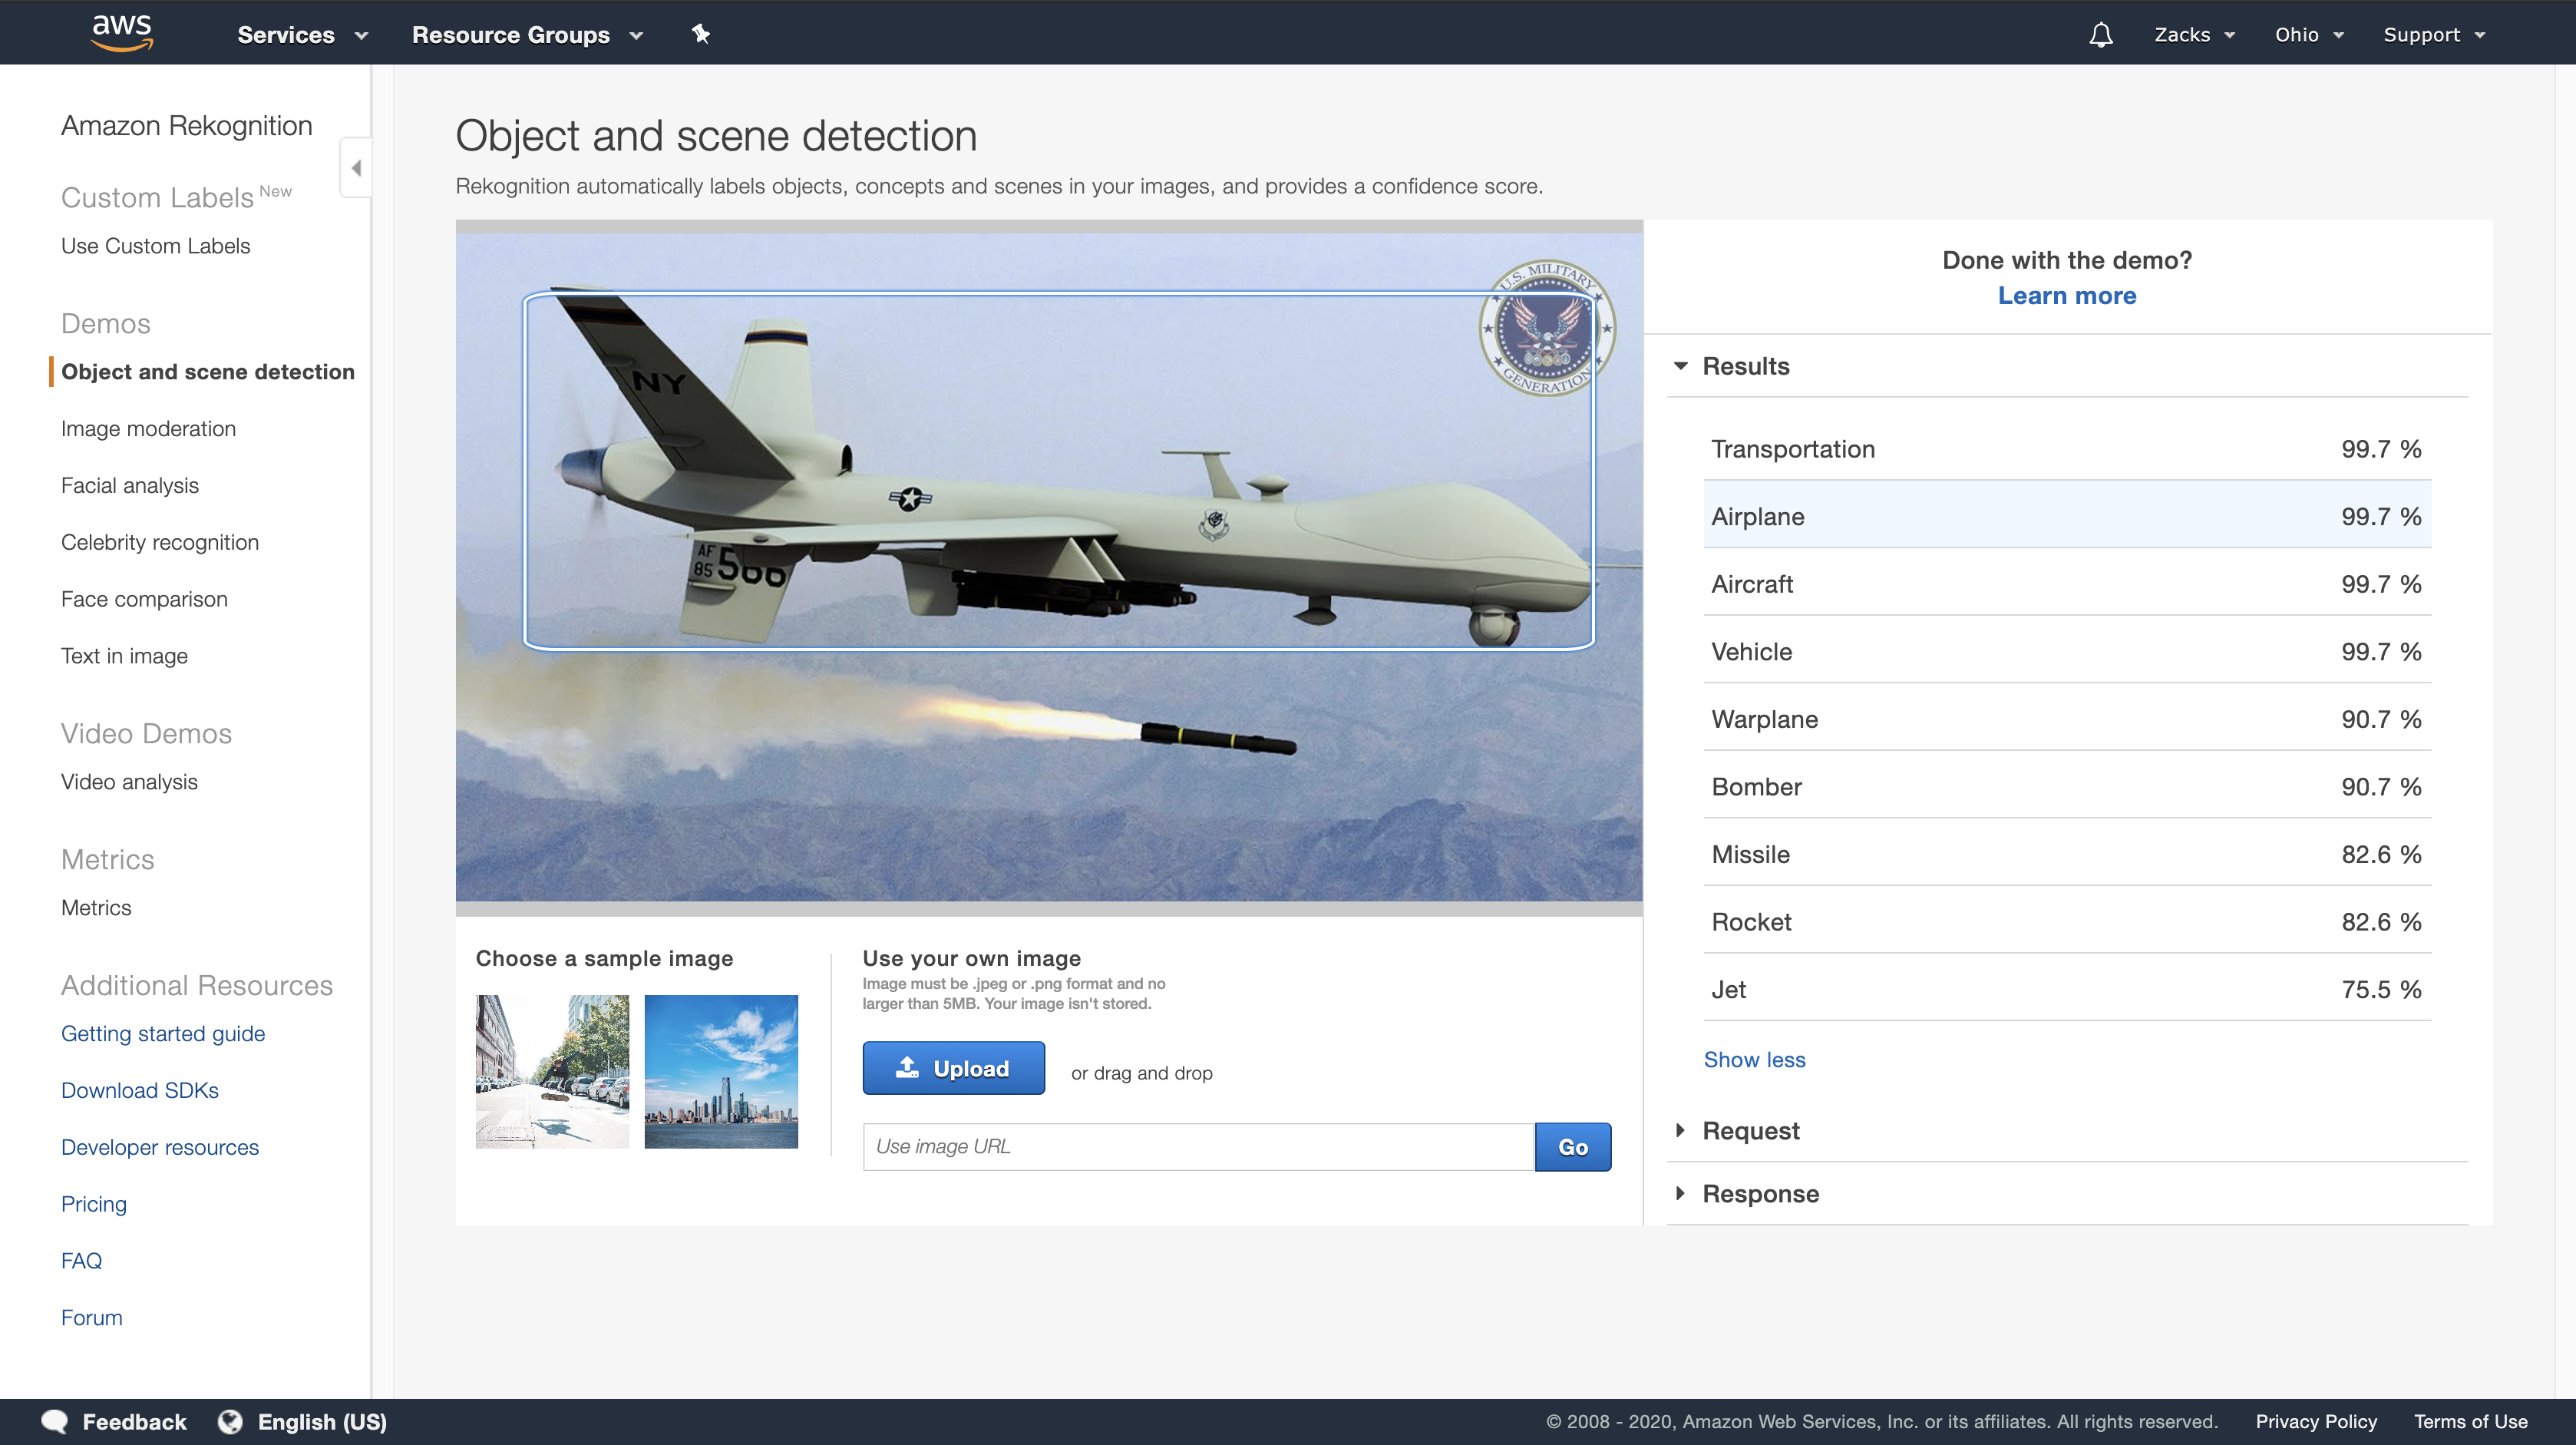 aws
Services
Resource Groups
Zacks
Ohio
Support
Amazon Rekognition
Custom Labels New
Use Custom Labels
Demos
Object and scene detection
Image moderation
Facial analysis
Celebrity recognition
Face comparison
Text in image
Video Demos
Video analysis
Metrics
Metrics
Additional Resources
Getting started guide
Download SDKs
Developer resources
Pricing
FAQ
Forum
Object and scene detection
Rekognition automatically labels objects, concepts and scenes in your images, and provides a confidence score.
U.S. MILITARY
GENERATION
NY
AF
85 566
Choose a sample image
Use your own image
Image must be .jpeg or .png format and no
larger than 5MB. Your image isn't stored.
Upload
or drag and drop
Use image URL
Go
Done with the demo?
Learn more
Results
Transportation 99.7 %
Airplane 99.7 %
Aircraft 99.7 %
Vehicle 99.7 %
Warplane 90.7 %
Bomber 90.7 %
Missile 82.6 %
Rocket 82.6 %
Jet 75.5 %
Show less
Request
Response
Feedback
English (US)
© 2008 - 2020, Amazon Web Services, Inc. or its affiliates. All rights reserved.
Privacy Policy
Terms of Use